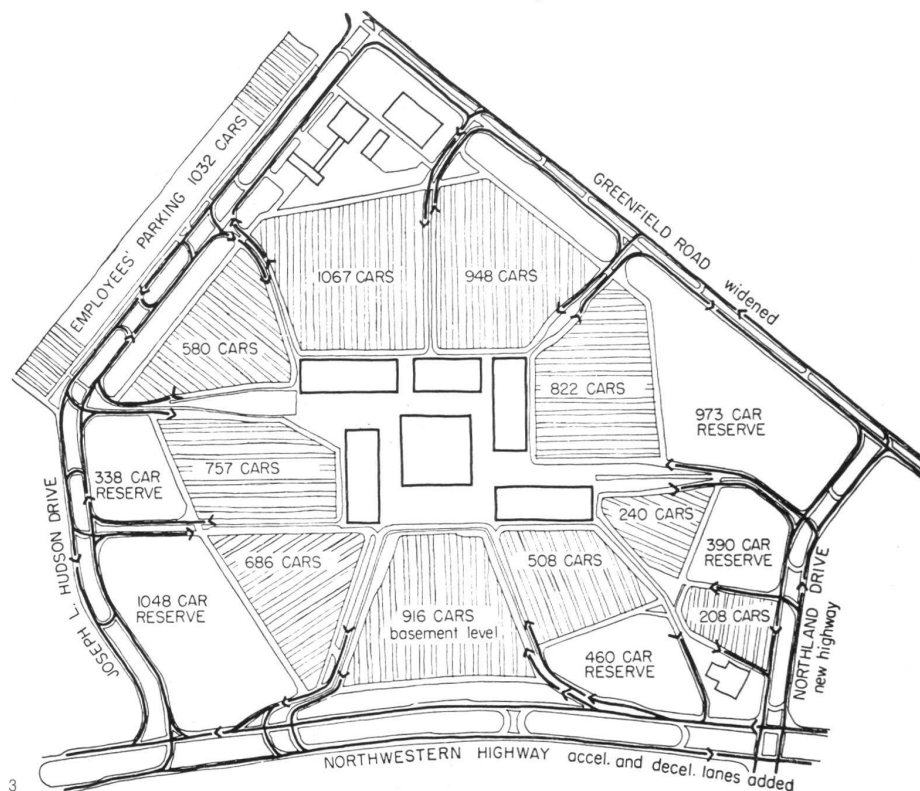 EMPLOYEES' PARKING 1032 CARS
GREENFIELD ROAD widened
1067 CARS
948 CARS
580 CARS
822 CARS
973 CAR
RESERVE
757 CARS
338 CAR
RESERVE
240 CARS
390 CAR
RESERVE
686 CARS
508 CARS
1048 CAR
RESERVE
916 CARS
basement level
208 CARS
460 CAR
RESERVE
JOSEPH L. HUDSON DRIVE
NORTHLAND DRIVE
new highway
NORTHWESTERN HIGHWAY accel. and decel. lanes added
3